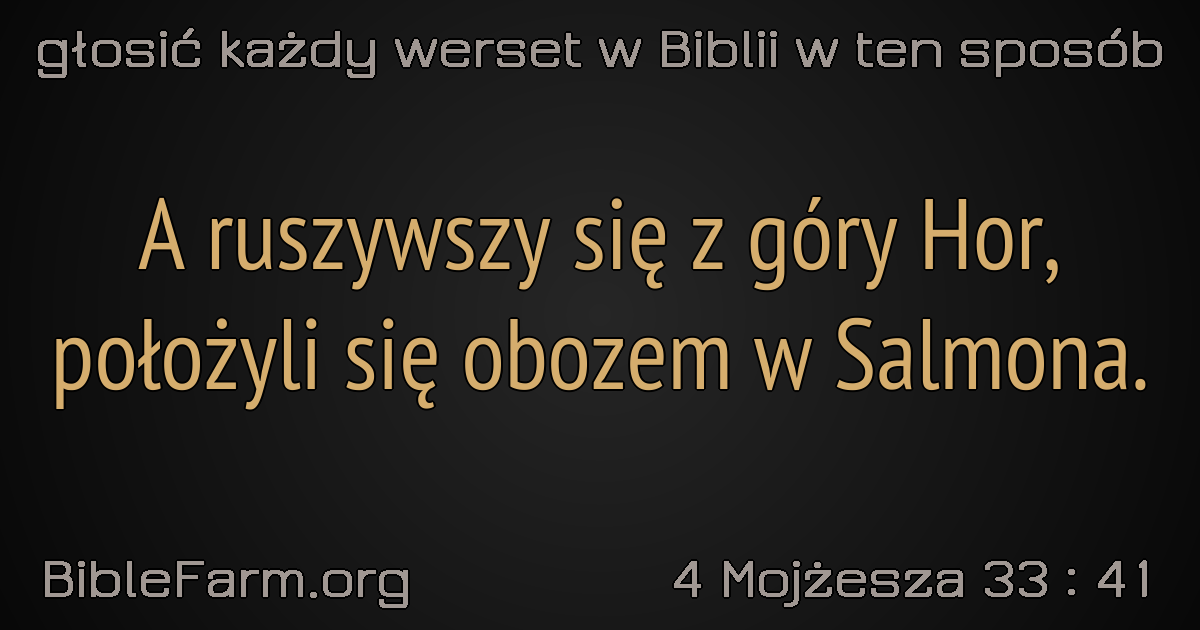 głosić każdy werset w Biblii w ten sposób
A ruszywszy się z góry Hor,
położyli się obozem w Salmona.
BibleFarm.org
4 Mojżesza 33 : 41